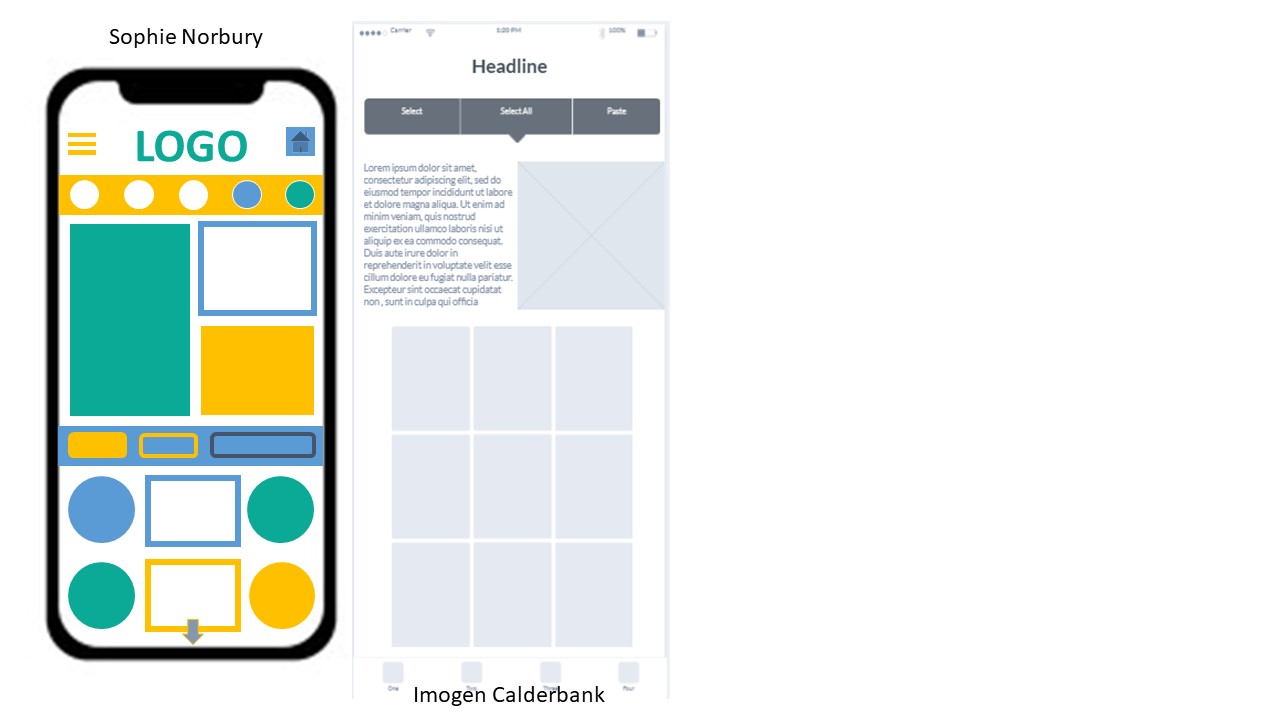 Sophie Norbury
LOGO
Carrier
1:20 PM
100%
Headline
Select
Select All
Paste
Lorem ipsum dolor sit amet,
consectetur adipiscing elit, sed do
eiusmod tempor incididunt ut labore
et dolore magna aliqua. Ut enim ad
minim veniam, quis nostrud
exercitation ullamco laboris nisi ut
aliquip ex ea commodo consequat.
Duis aute irure dolor in
reprehenderit in voluptate velit esse
cillum dolore eu fugiat nulla pariatur.
Excepteur sint occaecat cupidatat
non , sunt in culpa qui officia
One
Four
Imogen Calderbank